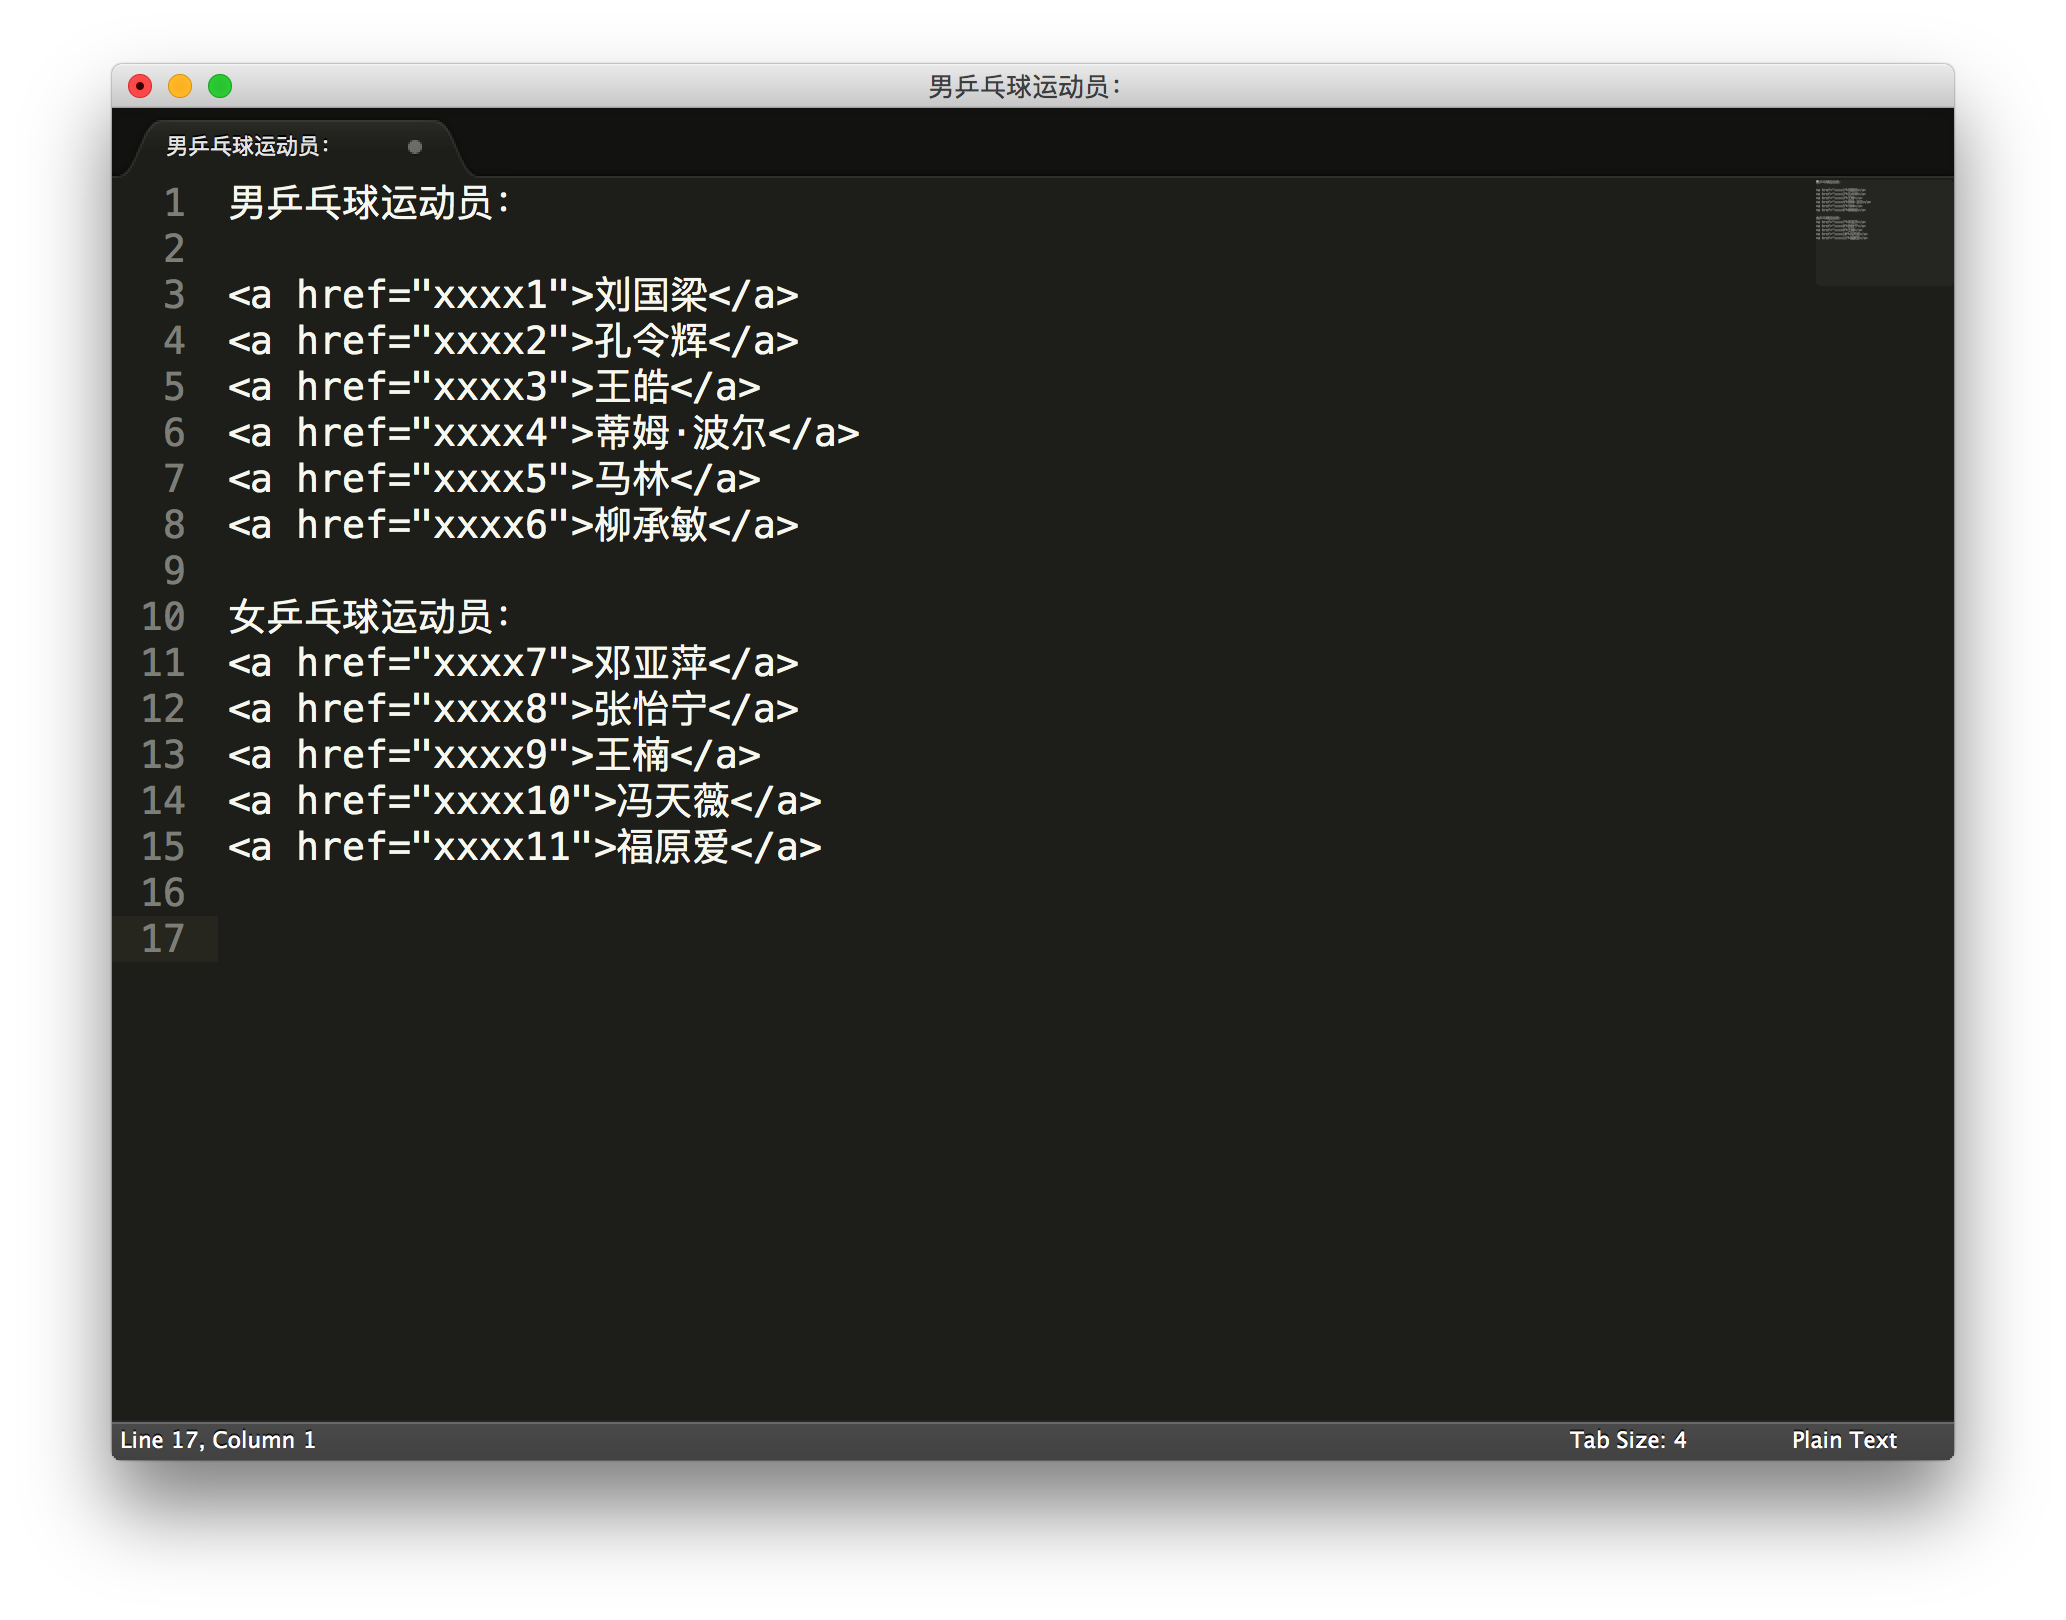 男乒乓球运动员：
男乒乓球运动员：
1 男乒乓球运动员：
2
3 <a href="xxxx1">刘国梁</a>
4 <a href="xxxx2">孔令辉</a>
5 <a href="xxxx3">王皓</a>
6 <a href="xxxx4">蒂姆·波尔</a>
7 <a href="xxxx5">马林</a>
8 <a href="xxxx6">柳承敏</a>
9
10 女乒乓球运动员：
11 <a href="xxxx7">邓亚萍</a>
12 <a href="xxxx8">张怡宁</a>
13 <a href="xxxx9">王楠</a>
14 <a href="xxxx10">冯天薇</a>
15 <a href="xxxx11">福原爱</a>
16
17
Line 17, Column 1 Tab Size: 4 Plain Text